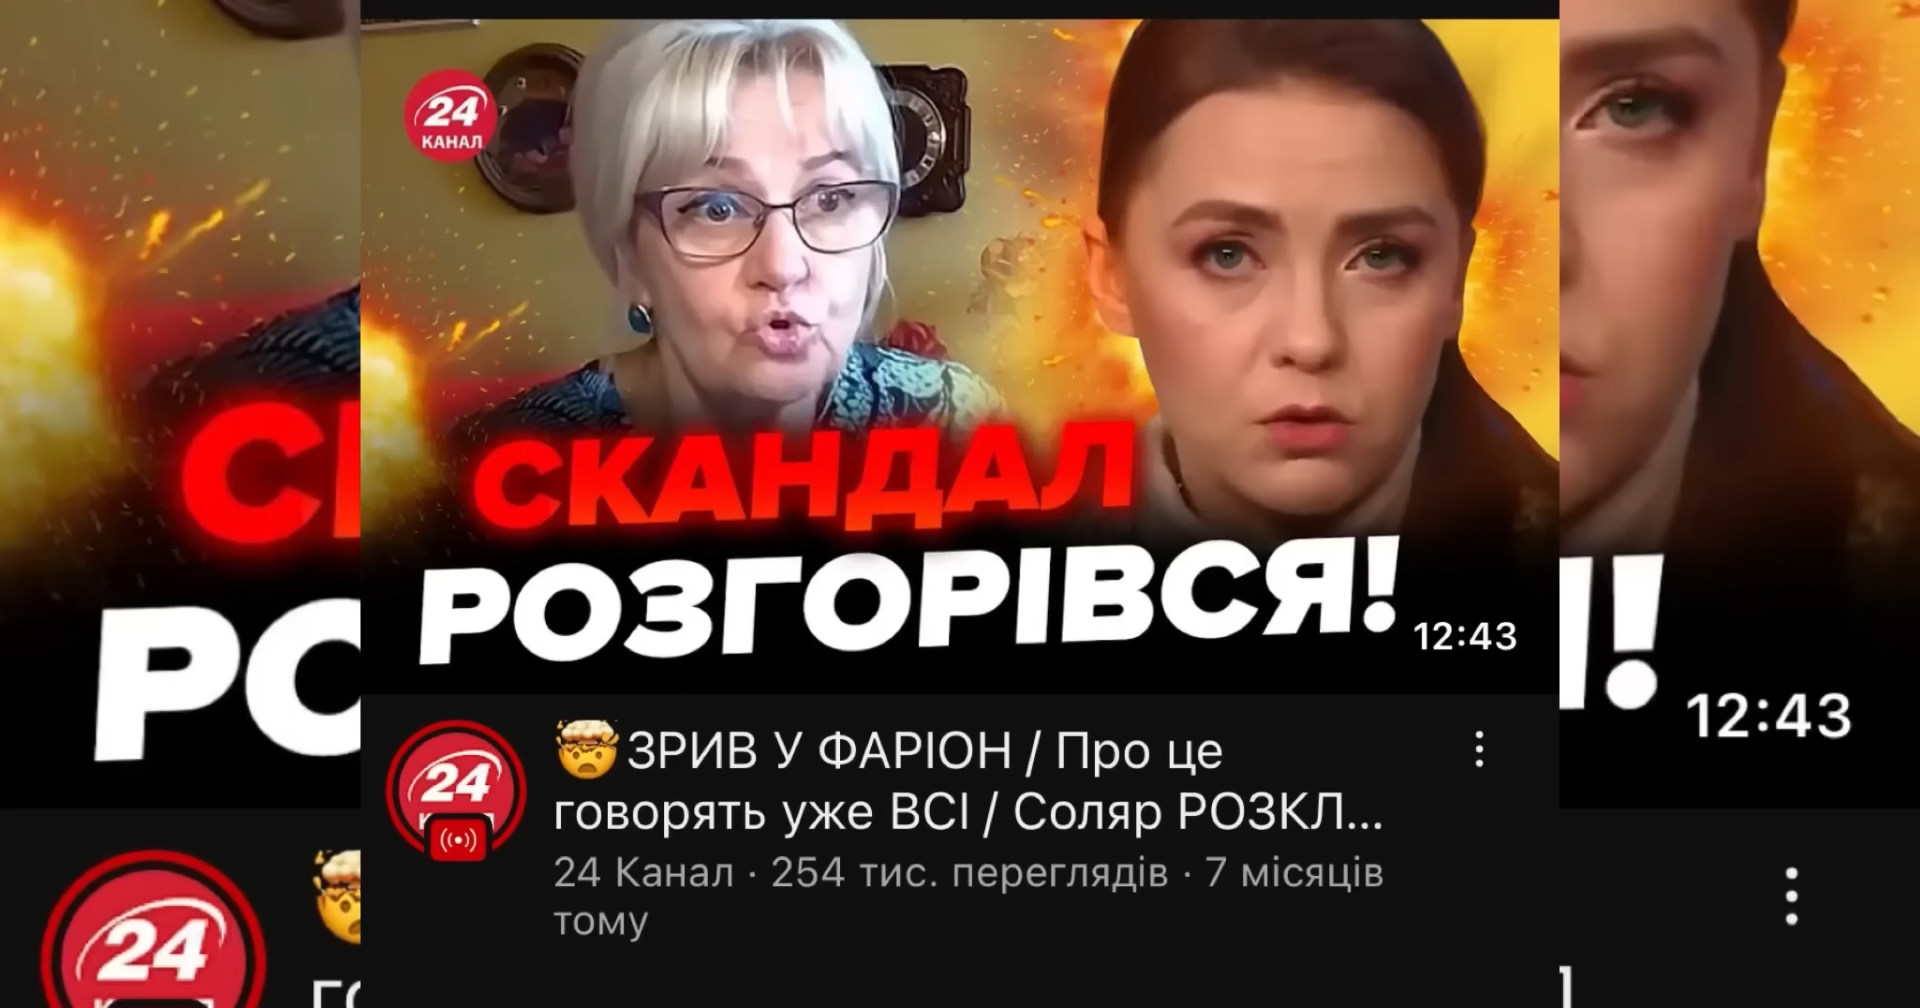 24
КАНАЛ
СКАНДАЛ
РОЗГОРІВСЯ!
12:43
24
🤯ЗРИВ У ФАРІОН / Про це
говорять уже ВСІ / Соляр РОЗКЛ...
24 Канал · 254 тис. переглядів · 7 місяців
тому
РО
!
12:43
24